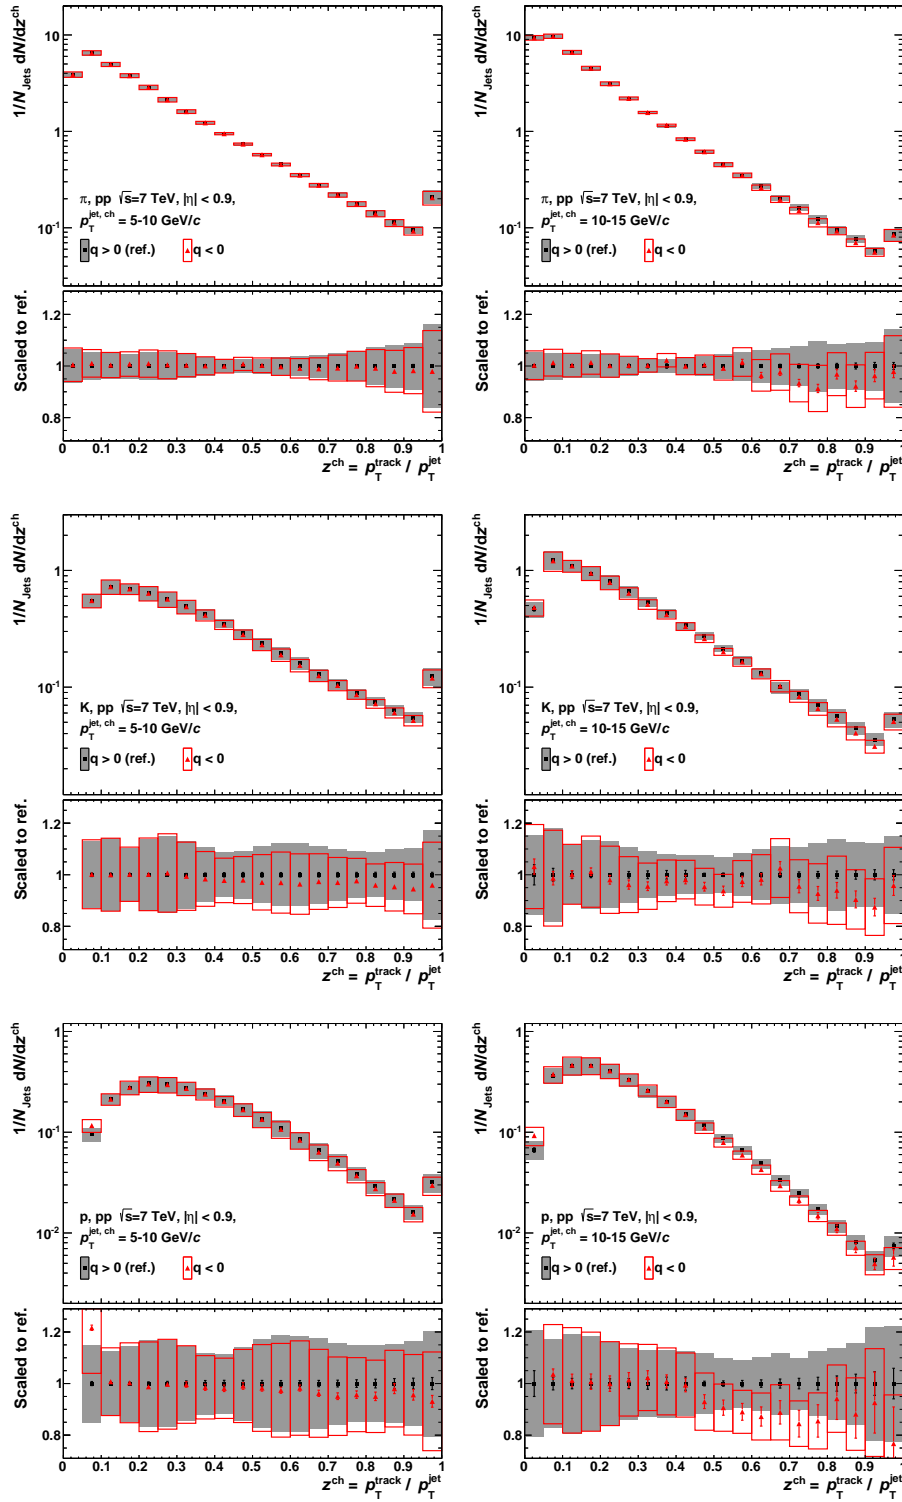 1/N_Jets dN/dz^ch
10
1
10^-1
π, pp √s=7 TeV, |η| < 0.9,
p_T^jet, ch = 5-10 GeV/c
q > 0 (ref.) q < 0
Scaled to ref.
1.2
1
0.8
0 0.1 0.2 0.3 0.4 0.5 0.6 0.7 0.8 0.9 1
z^ch = p_T^track / p_T^jet
1/N_Jets dN/dz^ch
10
1
10^-1
π, pp √s=7 TeV, |η| < 0.9,
p_T^jet, ch = 10-15 GeV/c
q > 0 (ref.) q < 0
Scaled to ref.
1.2
1
0.8
0 0.1 0.2 0.3 0.4 0.5 0.6 0.7 0.8 0.9 1
z^ch = p_T^track / p_T^jet
1/N_Jets dN/dz^ch
1
10^-1
K, pp √s=7 TeV, |η| < 0.9,
p_T^jet, ch = 5-10 GeV/c
q > 0 (ref.) q < 0
Scaled to ref.
1.2
1
0.8
0 0.1 0.2 0.3 0.4 0.5 0.6 0.7 0.8 0.9 1
z^ch = p_T^track / p_T^jet
1/N_Jets dN/dz^ch
1
10^-1
K, pp √s=7 TeV, |η| < 0.9,
p_T^jet, ch = 10-15 GeV/c
q > 0 (ref.) q < 0
Scaled to ref.
1.2
1
0.8
0 0.1 0.2 0.3 0.4 0.5 0.6 0.7 0.8 0.9 1
z^ch = p_T^track / p_T^jet
1/N_Jets dN/dz^ch
1
10^-1
10^-2
p, pp √s=7 TeV, |η| < 0.9,
p_T^jet, ch = 5-10 GeV/c
q > 0 (ref.) q < 0
Scaled to ref.
1.2
1
0.8
0 0.1 0.2 0.3 0.4 0.5 0.6 0.7 0.8 0.9 1
z^ch = p_T^track / p_T^jet
1/N_Jets dN/dz^ch
1
10^-1
10^-2
p, pp √s=7 TeV, |η| < 0.9,
p_T^jet, ch = 10-15 GeV/c
q > 0 (ref.) q < 0
Scaled to ref.
1.2
1
0.8
0 0.1 0.2 0.3 0.4 0.5 0.6 0.7 0.8 0.9 1
z^ch = p_T^track / p_T^jet